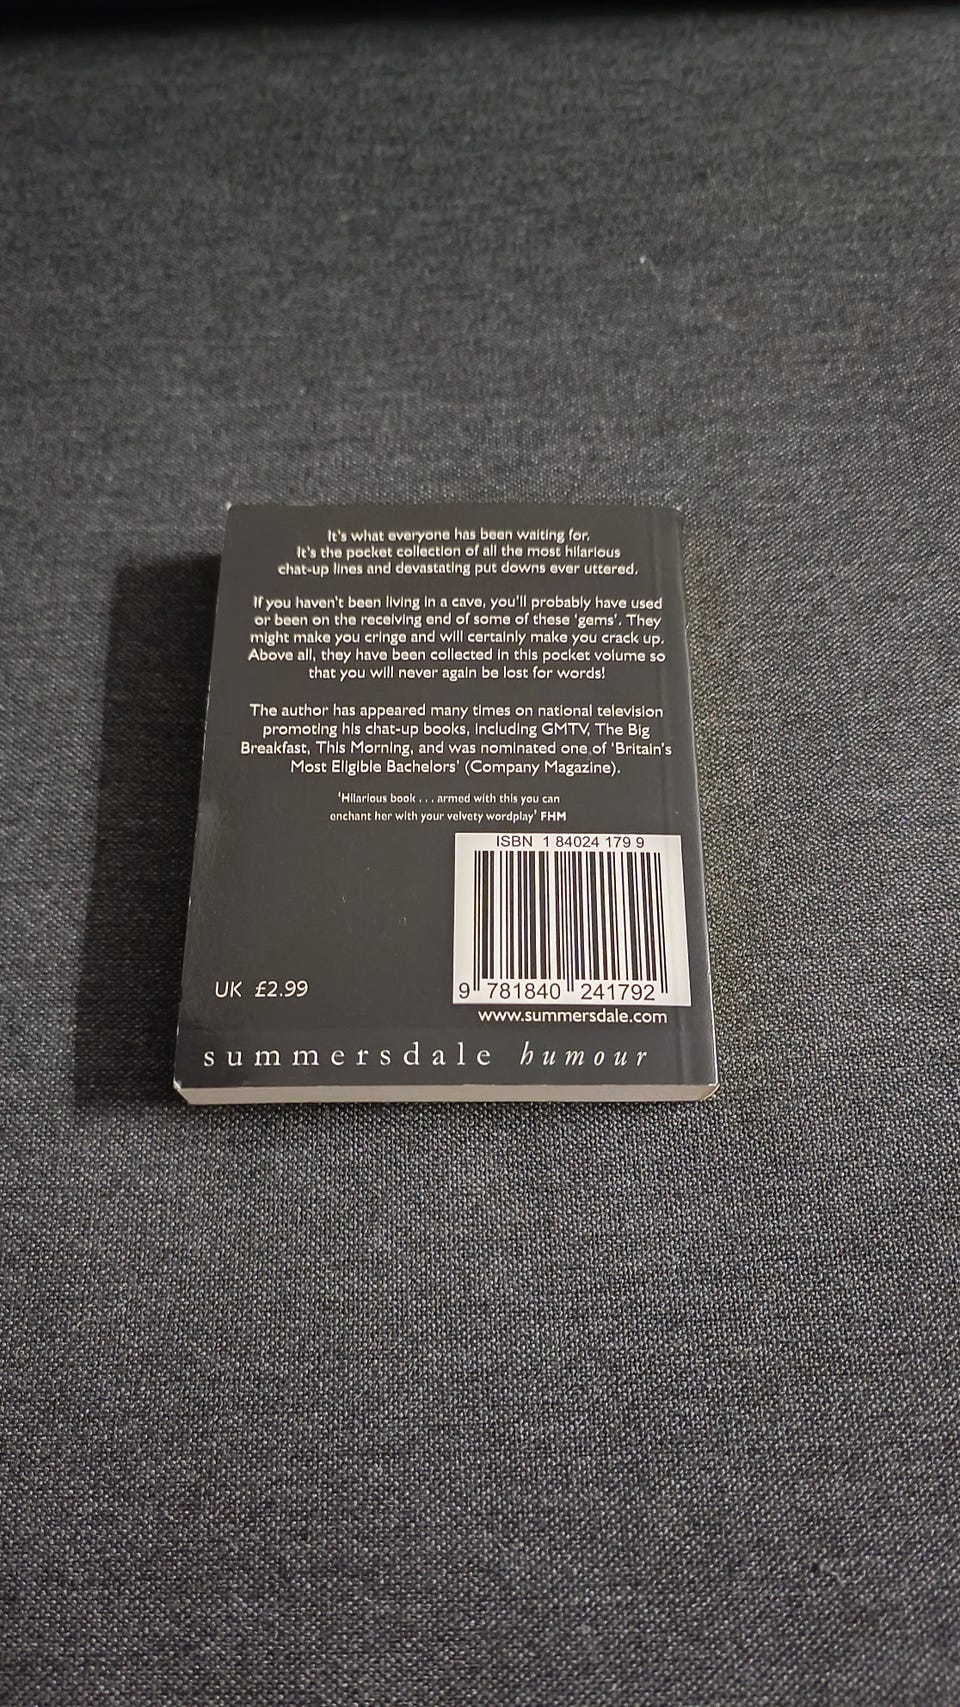 It's what everyone has been waiting for.
It's the pocket collection of all the most hilarious
chat-up lines and devastating put downs ever uttered.
If you haven't been living in a cave, you'll probably have used
or been on the receiving end of some of these 'gems'. They
might make you cringe and will certainly make you crack up.
Above all, they have been collected in this pocket volume so
that you will never again be lost for words!
The author has appeared many times on national television
promoting his chat-up books, including GMTV, The Big
Breakfast, This Morning, and was nominated one of 'Britain's
Most Eligible Bachelors' (Company Magazine).
'Hilarious book . . . armed with this you can
enchant her with your velvety wordplay' FHM
ISBN 1 84024 179 9
9 781840 241792
UK £2.99
www.summersdale.com
summersdale humour